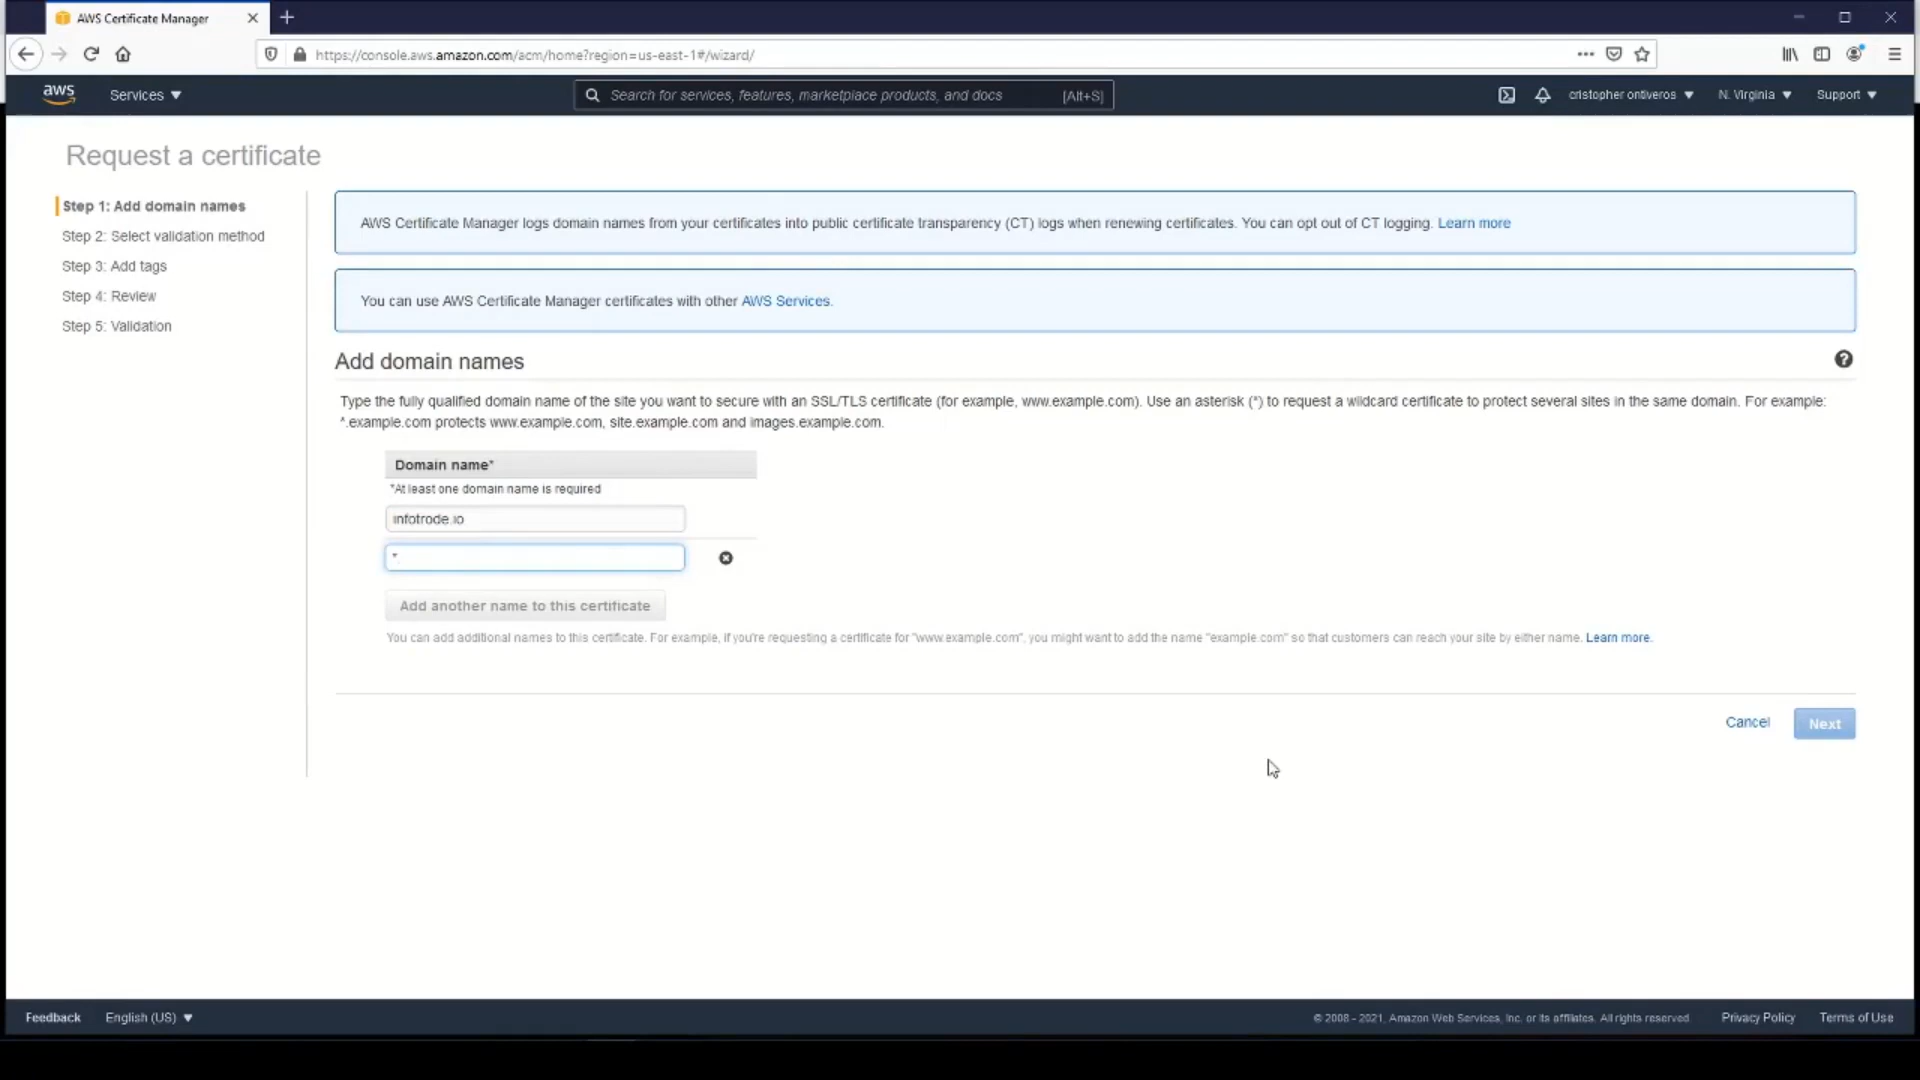 AWS Certificate Manager
https://console.aws.amazon.com/acm/home?region=us-east-1#/wizard/
aws
Services
Search for services, features, marketplace products, and docs
[Alt+S]
cristopher ontiveros
N. Virginia
Support
Request a certificate
Step 1: Add domain names
Step 2: Select validation method
Step 3: Add tags
Step 4: Review
Step 5: Validation
AWS Certificate Manager logs domain names from your certificates into public certificate transparency (CT) logs when renewing certificates. You can opt out of CT logging. Learn more
You can use AWS Certificate Manager certificates with other AWS Services.
Add domain names
Type the fully qualified domain name of the site you want to secure with an SSL/TLS certificate (for example, www.example.com). Use an asterisk (*) to request a wildcard certificate to protect several sites in the same domain. For example:
*.example.com protects www.example.com, site.example.com and images.example.com.
Domain name*
*At least one domain name is required
infotrode.io
*
Add another name to this certificate
You can add additional names to this certificate. For example, if you're requesting a certificate for "www.example.com", you might want to add the name "example.com" so that customers can reach your site by either name. Learn more.
Cancel
Next
Feedback
English (US)
© 2008 - 2021, Amazon Web Services, Inc. or its affiliates. All rights reserved.
Privacy Policy
Terms of Use